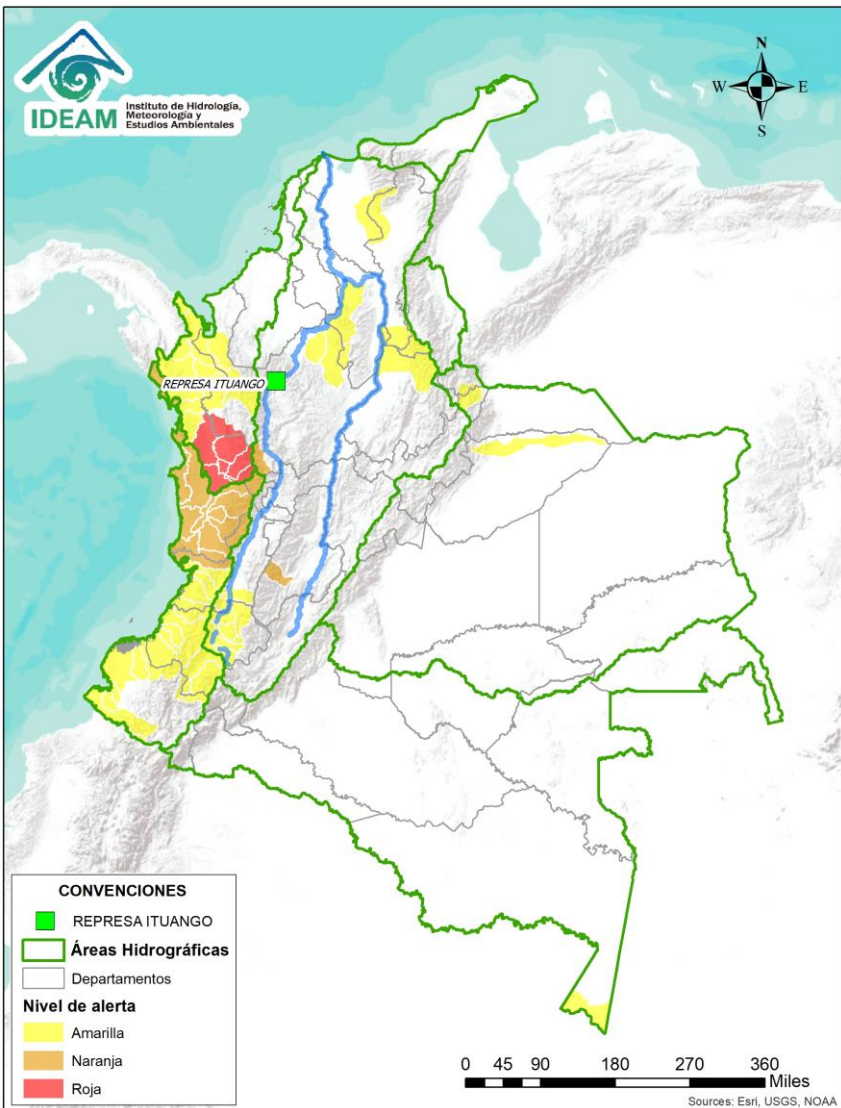 IDEAM
Instituto de Hidrología,
Meteorología y
Estudios Ambientales
N
W
E
S
REPRESA ITUANGO
CONVENCIONES
REPRESA ITUANGO
Áreas Hidrográficas
Departamentos
Nivel de alerta
Amarilla
Naranja
Roja
0 45 90 180 270 360
Miles
Sources: Esri, USGS, NOAA